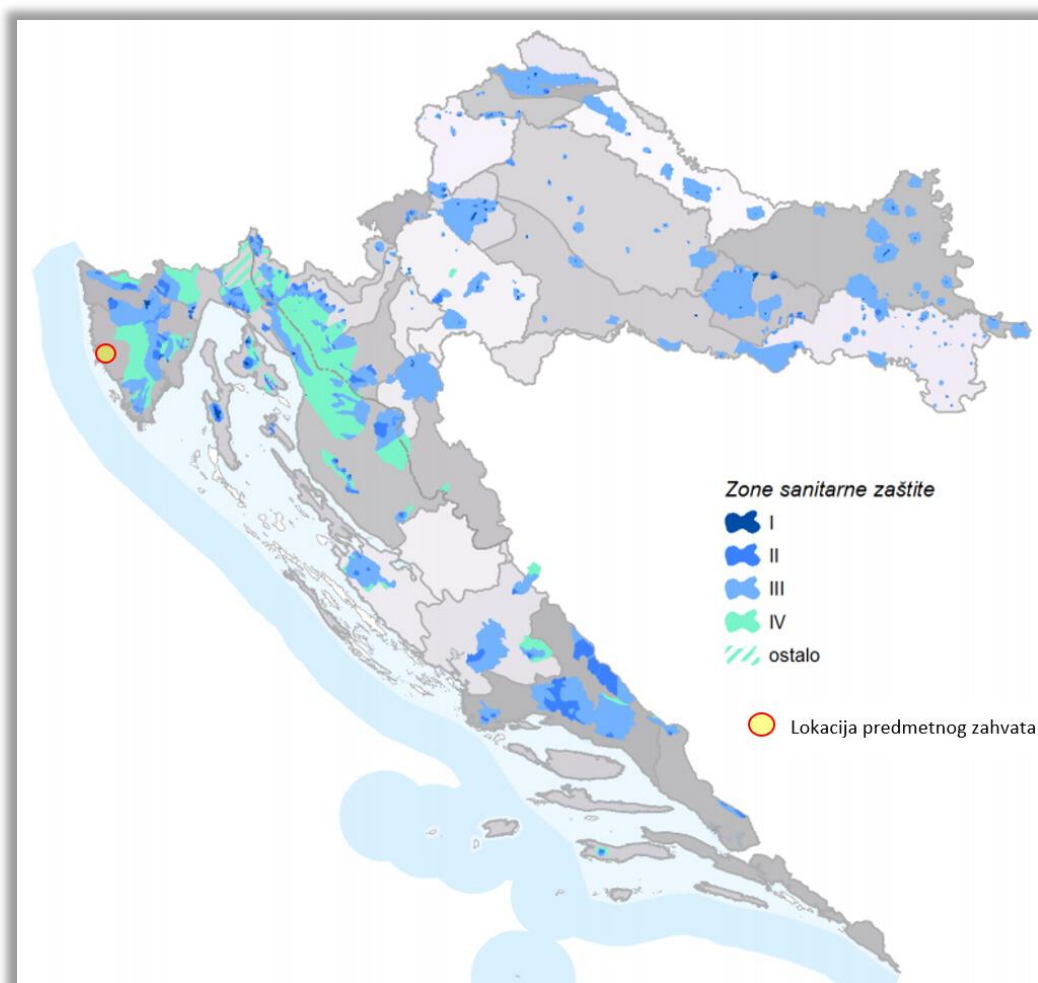 Zone sanitarne zaštite
I
II
III
IV
ostalo
Lokacija predmetnog zahvata